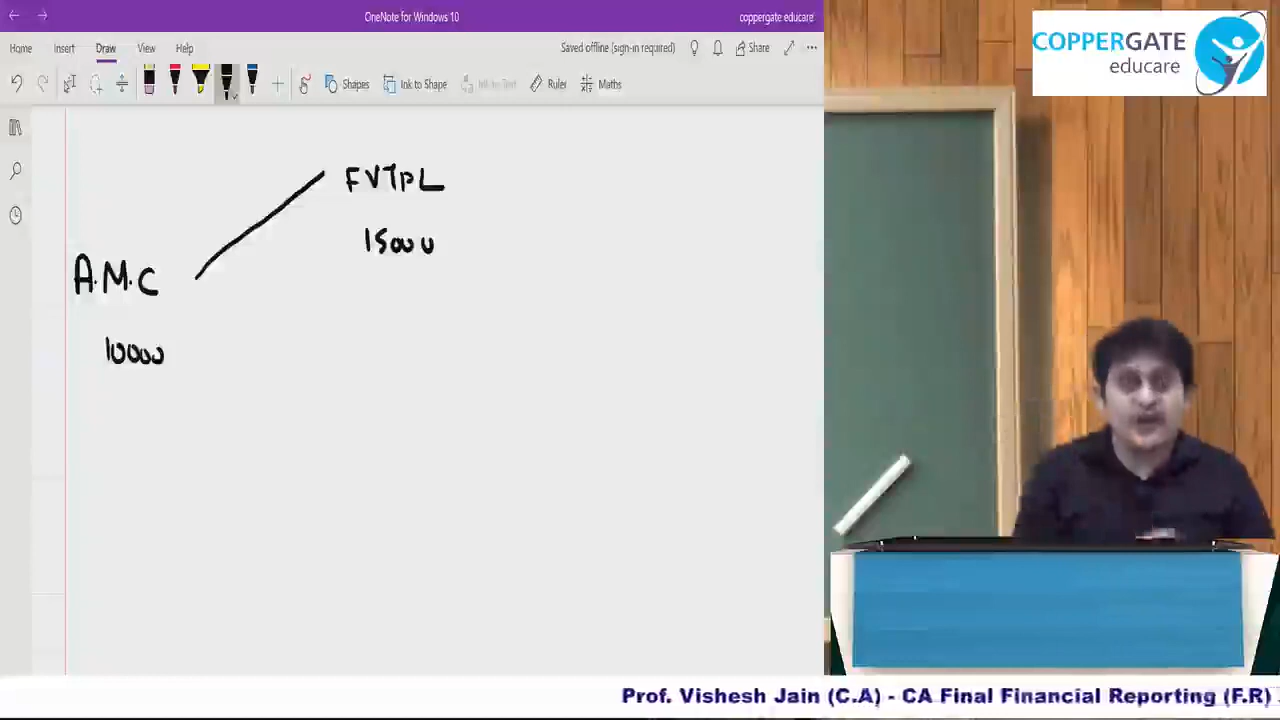 OneNote for Windows 10
coppergate educare
Home Insert Draw View Help
Saved offline (sign-in required)
Share
Shapes
Ink to Shape
Ink to Text
Ruler
Maths
COPPERGATE
educare
FVTPL
15000
A.M.C
10000
Prof. Vishesh Jain (C.A) - CA Final Financial Reporting (F.R)